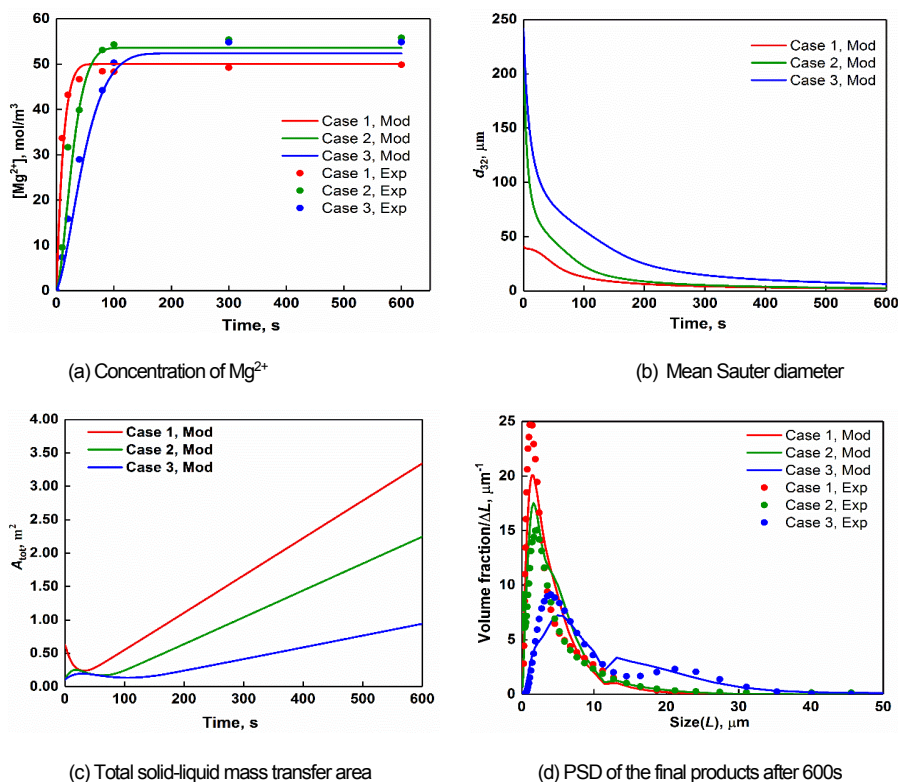 60
50
40
30
20
10
0
[Mg²⁺], mol/m³
0 100 200 300 400 500 600
Time, s
Case 1, Mod
Case 2, Mod
Case 3, Mod
Case 1, Exp
Case 2, Exp
Case 3, Exp
(a) Concentration of Mg²⁺
250
200
150
100
50
0
d₃₂, μm
0 100 200 300 400 500 600
Time, s
Case 1, Mod
Case 2, Mod
Case 3, Mod
(b) Mean Sauter diameter
4.00
3.50
3.00
2.50
2.00
1.50
1.00
0.50
0.00
Aₜₒₜ, m²
0 100 200 300 400 500 600
Time, s
Case 1, Mod
Case 2, Mod
Case 3, Mod
(c) Total solid-liquid mass transfer area
25
20
15
10
5
0
Volume fraction/ΔL, μm⁻¹
0 10 20 30 40 50
Size(L), μm
Case 1, Mod
Case 2, Mod
Case 3, Mod
Case 1, Exp
Case 2, Exp
Case 3, Exp
(d) PSD of the final products after 600s